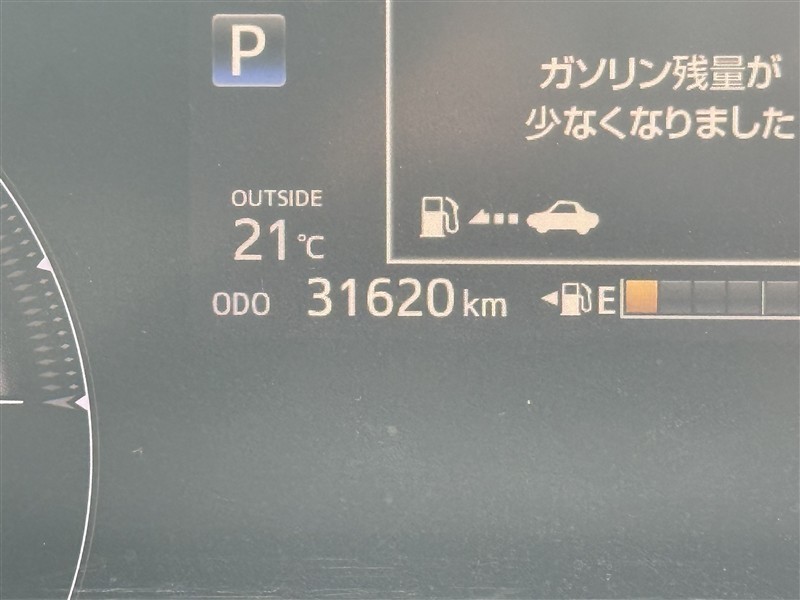 P
ガソリン残量が
少なくなりました
OUTSIDE
21℃
ODO 31620 km
E